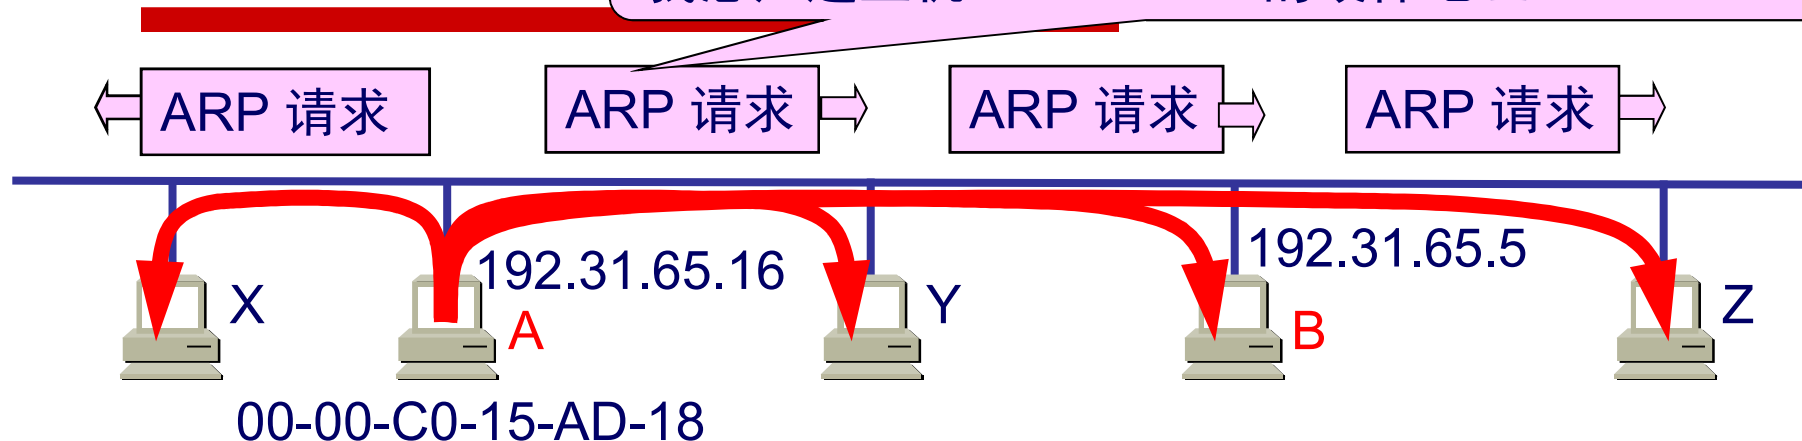 ARP 请求
ARP 请求
ARP 请求
ARP 请求
192.31.65.16
192.31.65.5
X
A
Y
B
Z
00-00-C0-15-AD-18